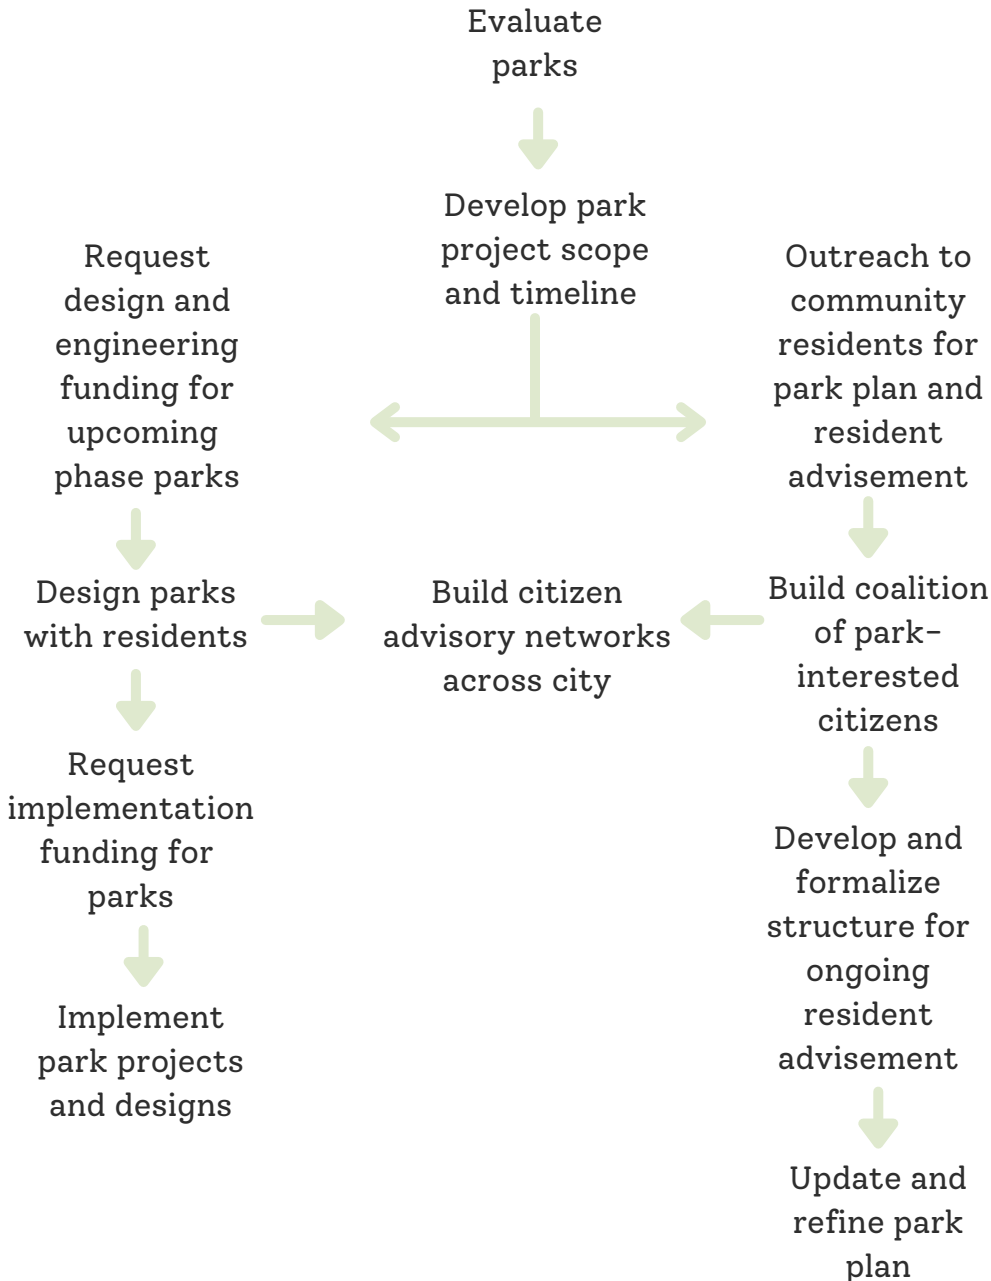 Evaluate
parks
Develop park
project scope
and timeline
Request
design and
engineering
funding for
upcoming
phase parks
Outreach to
community
residents for
park plan and
resident
advisement
Design parks
with residents
Build citizen
advisory networks
across city
Build coalition
of park-
interested
citizens
Request
implementation
funding for
parks
Develop and
formalize
structure for
ongoing
resident
advisement
Implement
park projects
and designs
Update and
refine park
plan